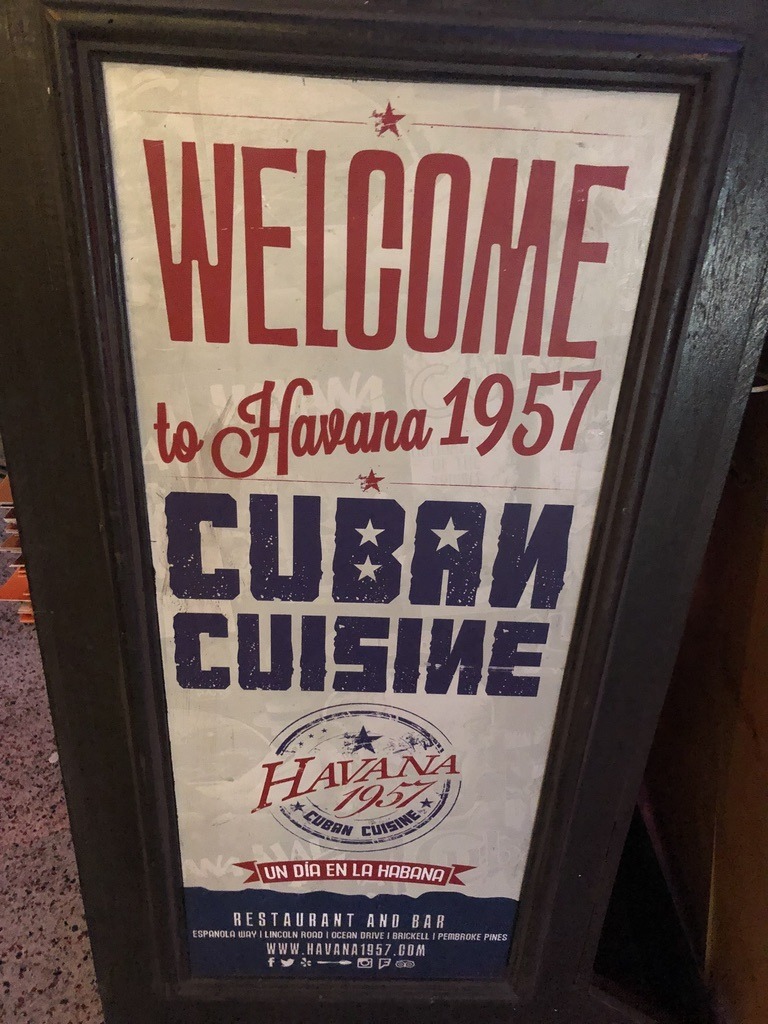 WELCOME
to Havana 1957
CUBAN
CUISINE
HAVANA
1957
CUBAN CUISINE
UN DÍA EN LA HABANA
RESTAURANT AND BAR
ESPANOLA WAY | LINCOLN ROAD | OCEAN DRIVE | BRICKELL | PEMBROKE PINES
WWW.HAVANA1957.COM